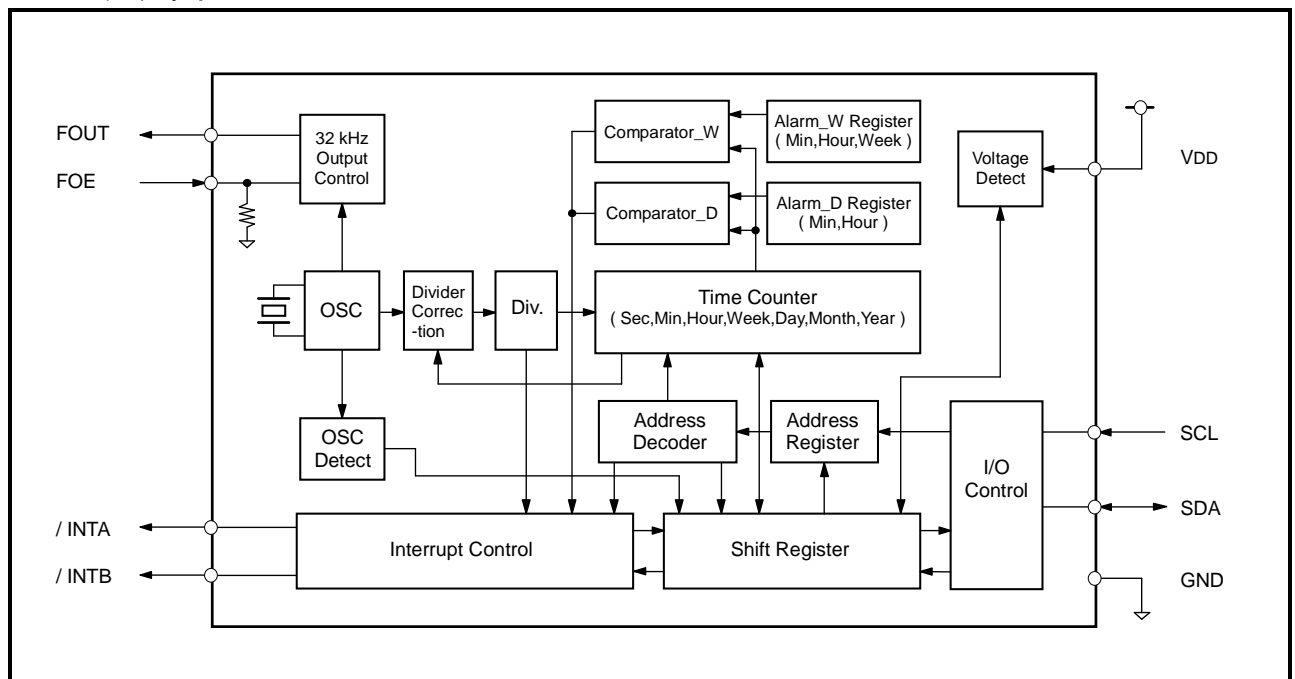 FOUT
FOE
32 kHz
Output
Control
Comparator_W
Alarm_W Register
( Min,Hour,Week )
Comparator_D
Alarm_D Register
( Min,Hour )
Voltage
Detect
VDD
OSC
Divider
Correc
-tion
Div.
Time Counter
( Sec,Min,Hour,Week,Day,Month,Year )
OSC
Detect
Address
Decoder
Address
Register
I/O
Control
SCL
SDA
GND
/ INTA
/ INTB
Interrupt Control
Shift Register